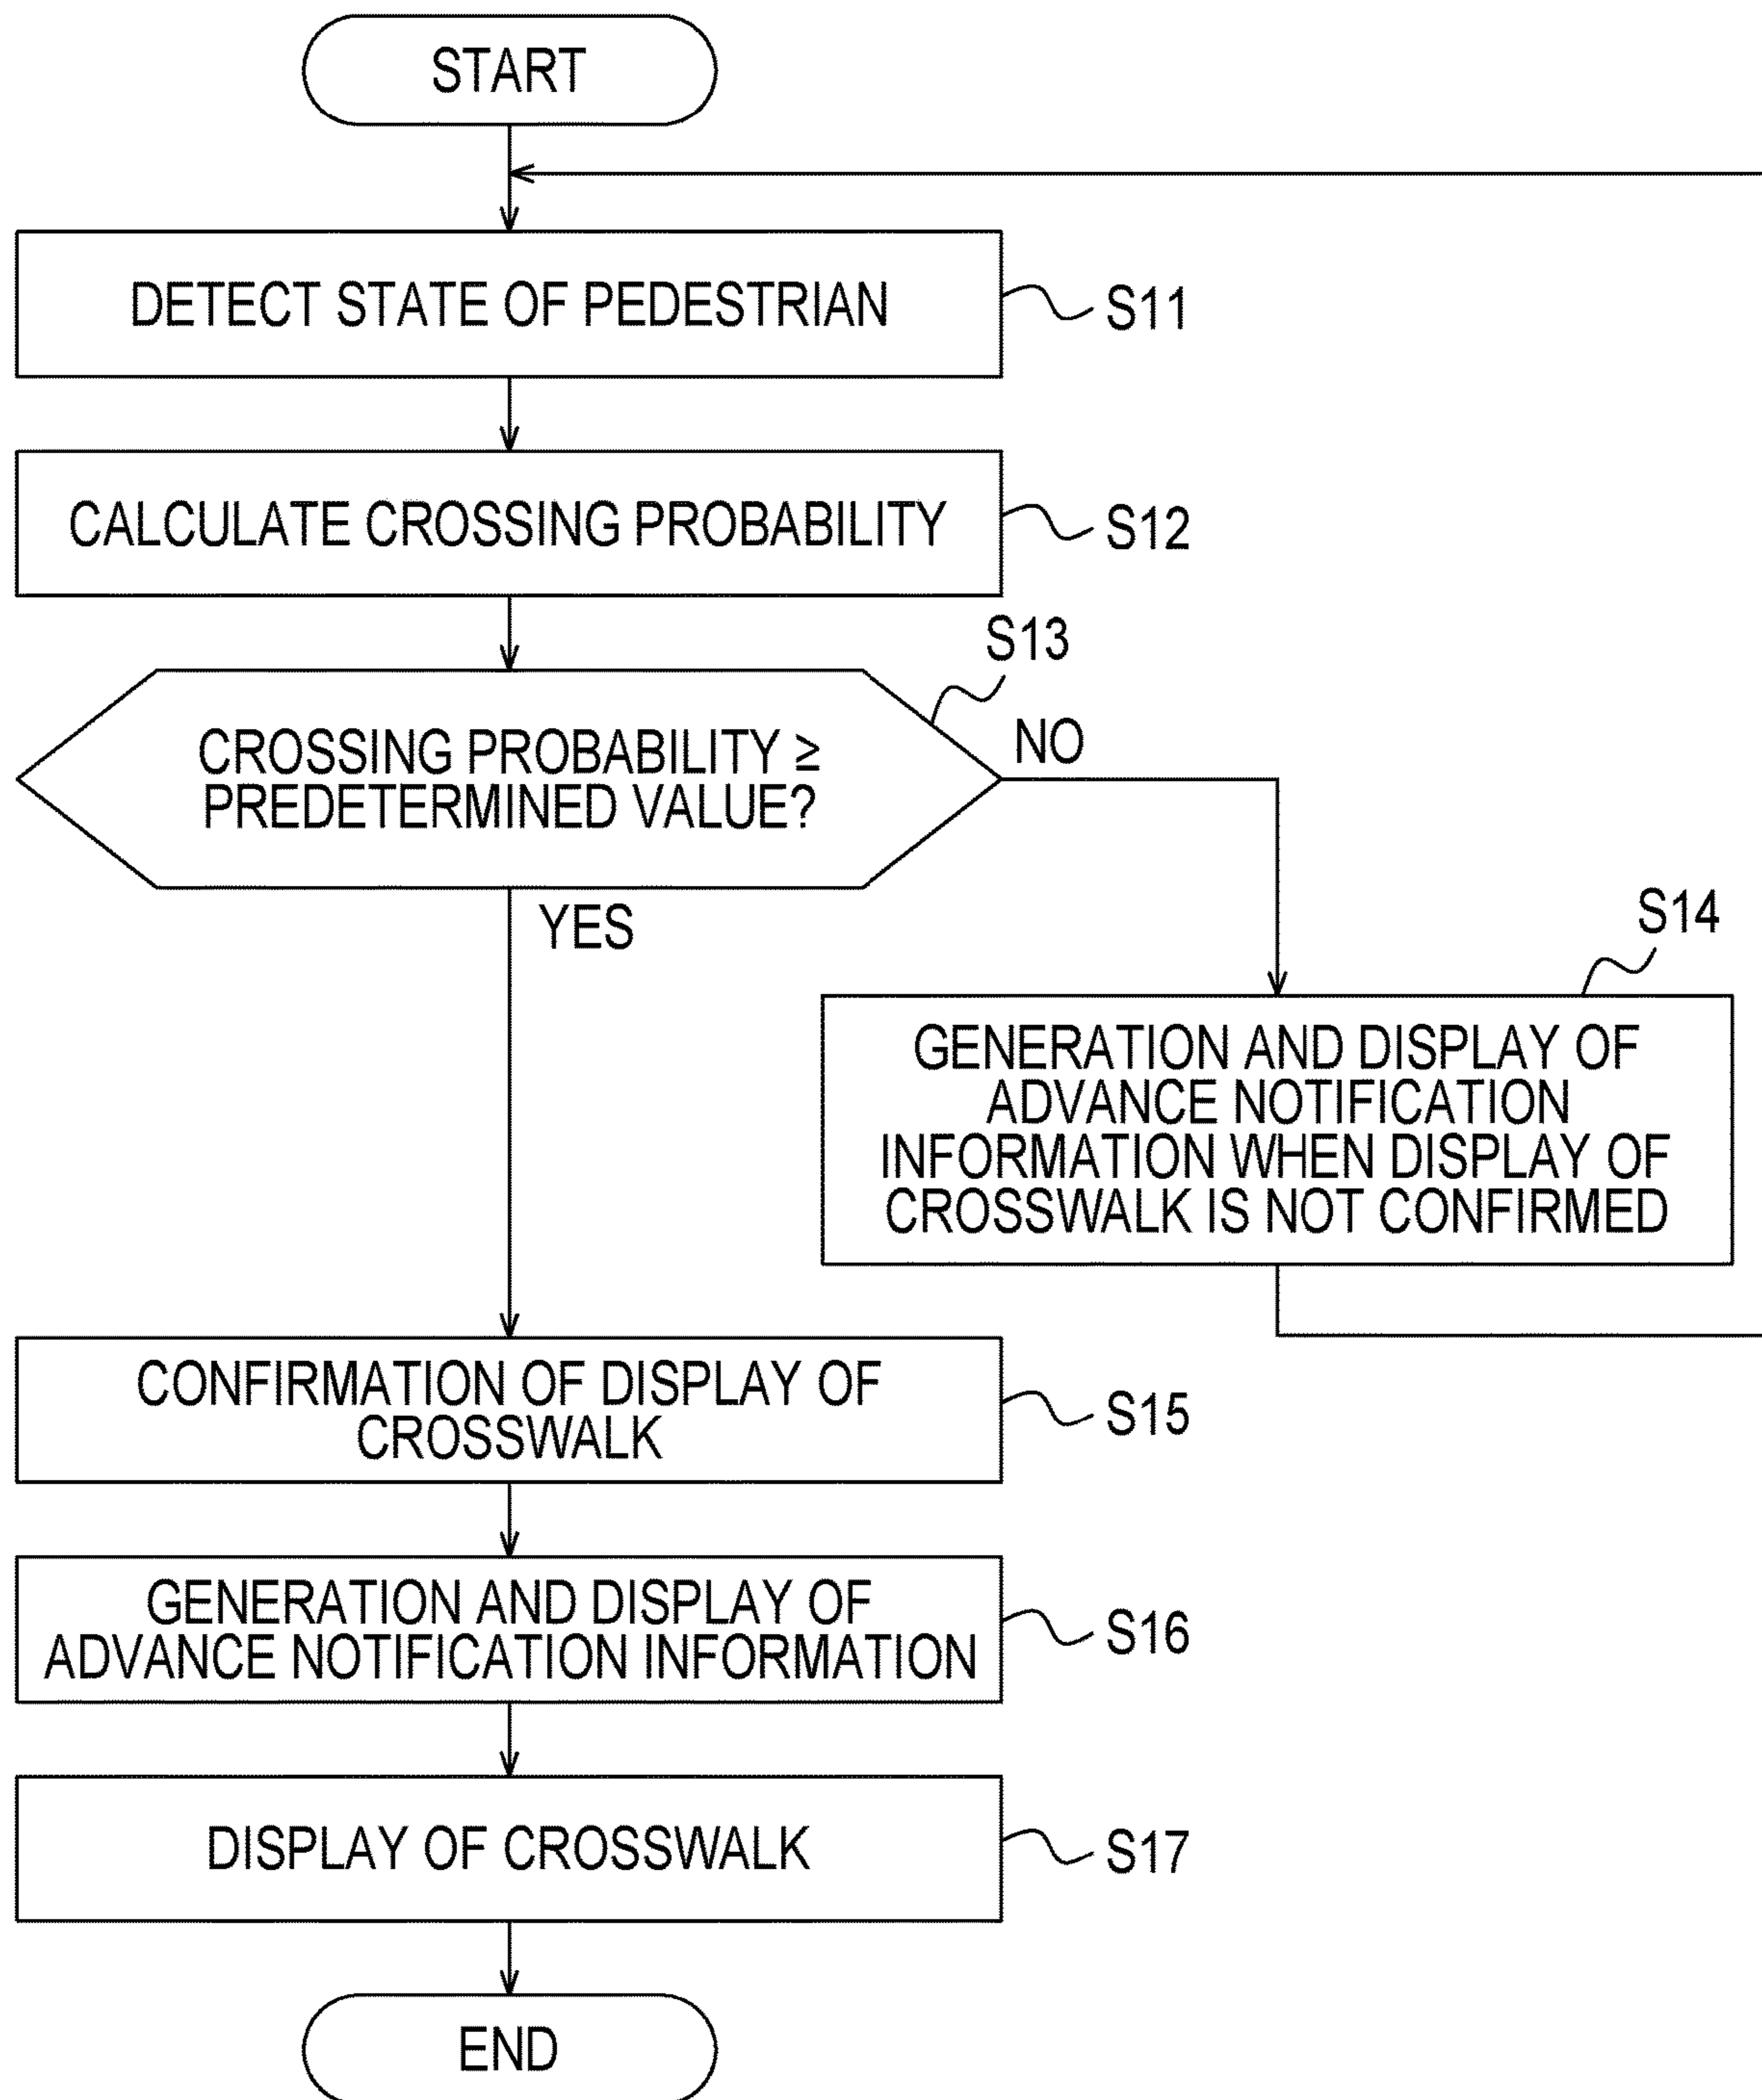 START
DETECT STATE OF PEDESTRIAN
S11
CALCULATE CROSSING PROBABILITY
S12
S13
CROSSING PROBABILITY ≥
PREDETERMINED VALUE?
NO
YES
S14
GENERATION AND DISPLAY OF
ADVANCE NOTIFICATION
INFORMATION WHEN DISPLAY OF
CROSSWALK IS NOT CONFIRMED
CONFIRMATION OF DISPLAY OF
CROSSWALK
S15
GENERATION AND DISPLAY OF
ADVANCE NOTIFICATION INFORMATION
S16
DISPLAY OF CROSSWALK
S17
END